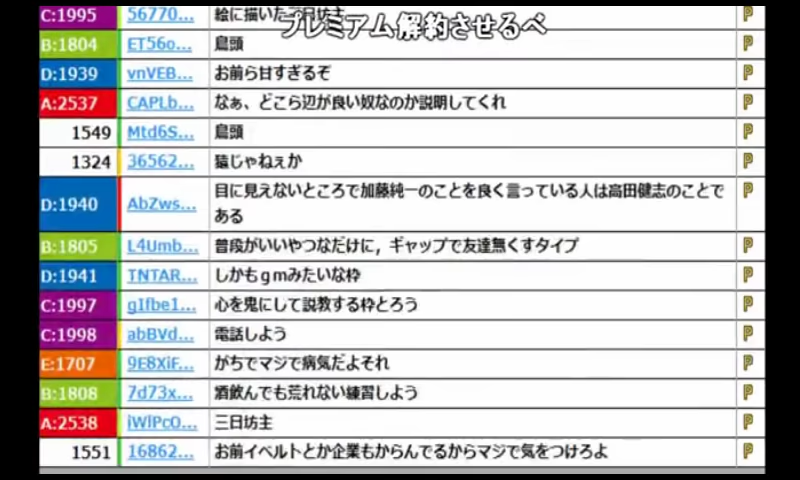 プレミアム解約させるべ
C:1995 56770... 絵に描いた三日坊主 P
B:1804 ET56o... 鳥頭 P
D:1939 vnVEB... お前ら甘すぎるぞ P
A:2537 CAPLb... なぁ、どこら辺が良い奴なのか説明してくれ P
1549 Mtd6S... 鳥頭 P
1324 36562... 猿じゃねぇか P
D:1940 AbZws... 目に見えないところで加藤純一のことを良く言っている人は高田健志のことで P
ある
B:1805 L4Umb... 普段がいいやつなだけに，ギャップで友達無くすタイプ P
D:1941 TNTAR... しかもｇｍみたいな枠 P
C:1997 g1fbe1... 心を鬼にして説教する枠とろう P
C:1998 abBVd... 電話しよう P
E:1707 9E8XiF... がちでマジで病気だよそれ P
B:1808 7d73x... 酒飲んでも荒れない練習しよう P
A:2538 iWlPcO... 三日坊主 P
1551 16862... お前イベルトとか企業もからんでるからマジで気をつけろよ P